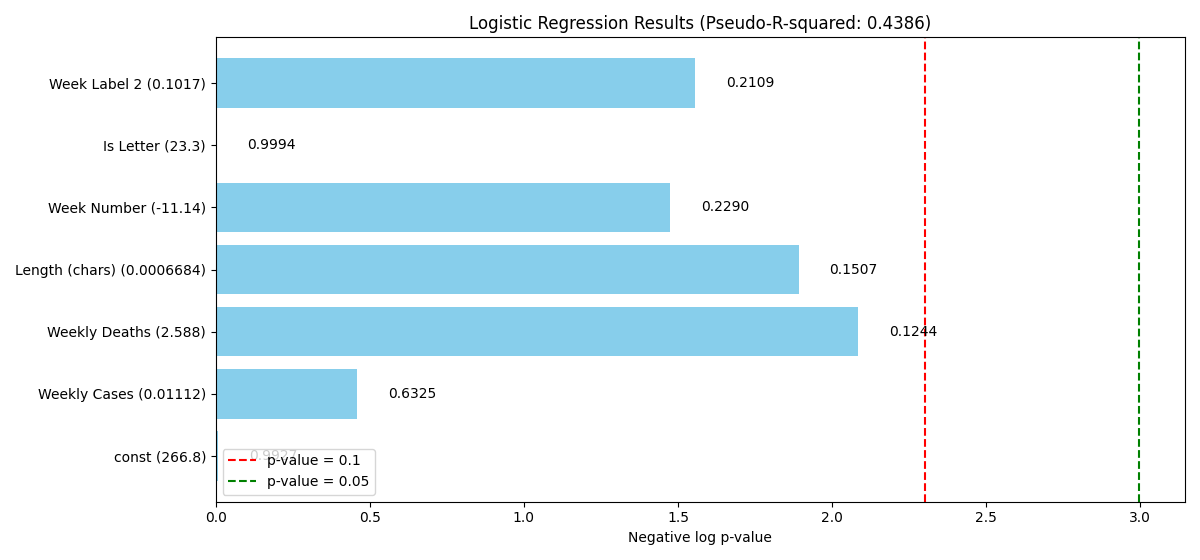 Logistic Regression Results (Pseudo-R-squared: 0.4386)
Week Label 2 (0.1017)
0.2109
Is Letter (23.3)
0.9994
Week Number (-11.14)
0.2290
Length (chars) (0.0006684)
0.1507
Weekly Deaths (2.588)
0.1244
Weekly Cases (0.01112)
0.6325
const (266.8)
p-value = 0.1
p-value = 0.05
0.0 0.5 1.0 1.5 2.0 2.5 3.0
Negative log p-value